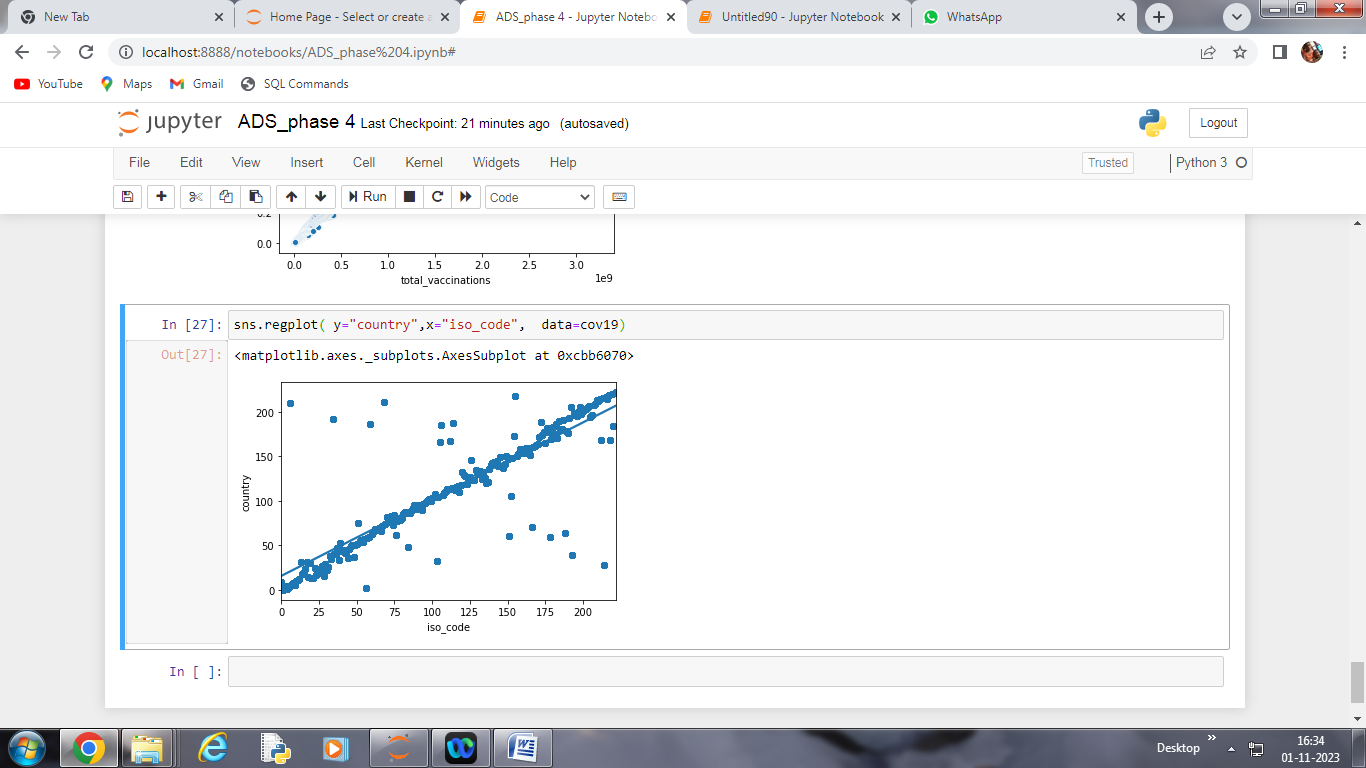 New Tab
Home Page - Select or create a
ADS_phase 4 - Jupyter Notebo
Untitled90 - Jupyter Notebook
WhatsApp
localhost:8888/notebooks/ADS_phase%204.ipynb#
YouTube Maps Gmail SQL Commands
jupyter ADS_phase 4 Last Checkpoint: 21 minutes ago (autosaved)
Logout
File Edit View Insert Cell Kernel Widgets Help
Trusted
Python 3
Run
Code
0.2
0.0
0.0 0.5 1.0 1.5 2.0 2.5 3.0
total_vaccinations
1e9
In [27]: sns.regplot( y="country",x="iso_code",  data=cov19)
Out[27]: <matplotlib.axes._subplots.AxesSubplot at 0xcbb6070>
200
150
100
50
0
country
0 25 50 75 100 125 150 175 200
iso_code
In [ ]:
Desktop
16:34
01-11-2023